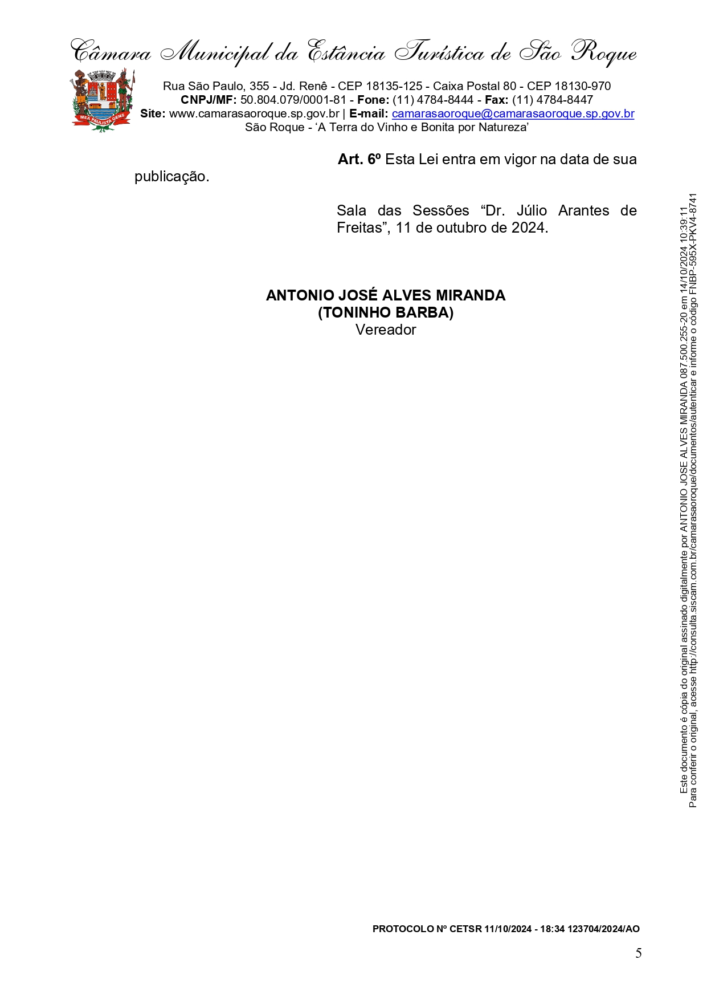 Câmara Municipal da Estância Turística de São Roque
Rua São Paulo, 355 - Jd. Renê - CEP 18135-125 - Caixa Postal 80 - CEP 18130-970
CNPJ/MF: 50.804.079/0001-81 - Fone: (11) 4784-8444 - Fax: (11) 4784-8447
Site: www.camarasaoroque.sp.gov.br | E-mail: camarasaoroque@camarasaoroque.sp.gov.br
São Roque - ‘A Terra do Vinho e Bonita por Natureza’
MEA PAULISTA GENS
Art. 6º Esta Lei entra em vigor na data de sua
publicação.
Sala das Sessões “Dr. Júlio Arantes de
Freitas”, 11 de outubro de 2024.
ANTONIO JOSÉ ALVES MIRANDA
(TONINHO BARBA)
Vereador
Este documento é cópia do original assinado digitalmente por ANTONIO JOSE ALVES MIRANDA 087.500.255-20 em 14/10/2024 10:39:11
Para conferir o original, acesse http://consulta.siscam.com.br/camarasaoroque/documentos/autenticar e informe o código FNBP-595X-PKV4-8741
PROTOCOLO Nº CETSR 11/10/2024 - 18:34 123704/2024/AO
5